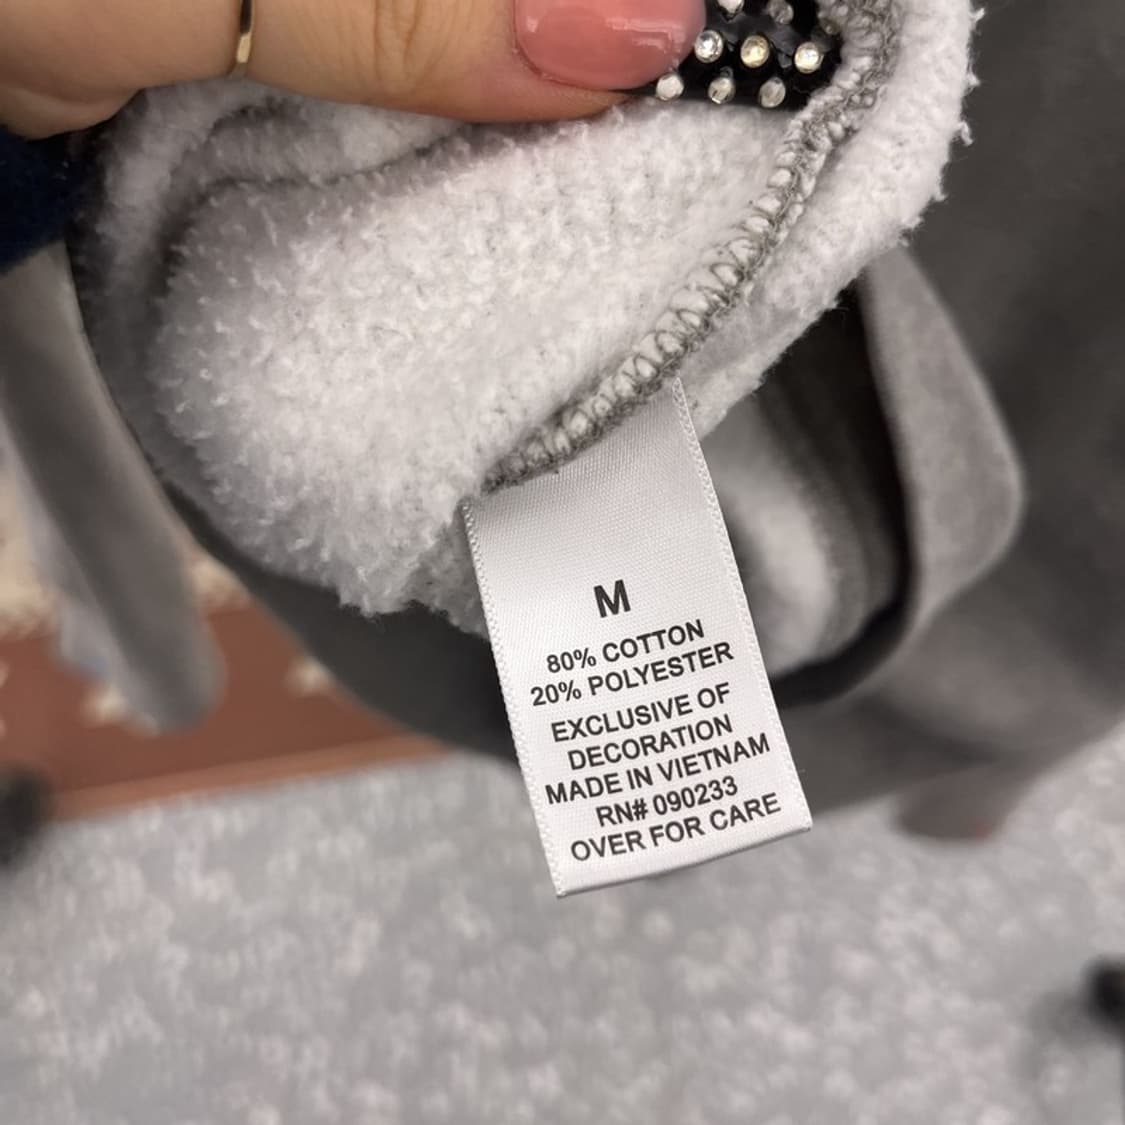 M
80% COTTON
20% POLYESTER
EXCLUSIVE OF
DECORATION
MADE IN VIETNAM
RN# 090233
OVER FOR CARE